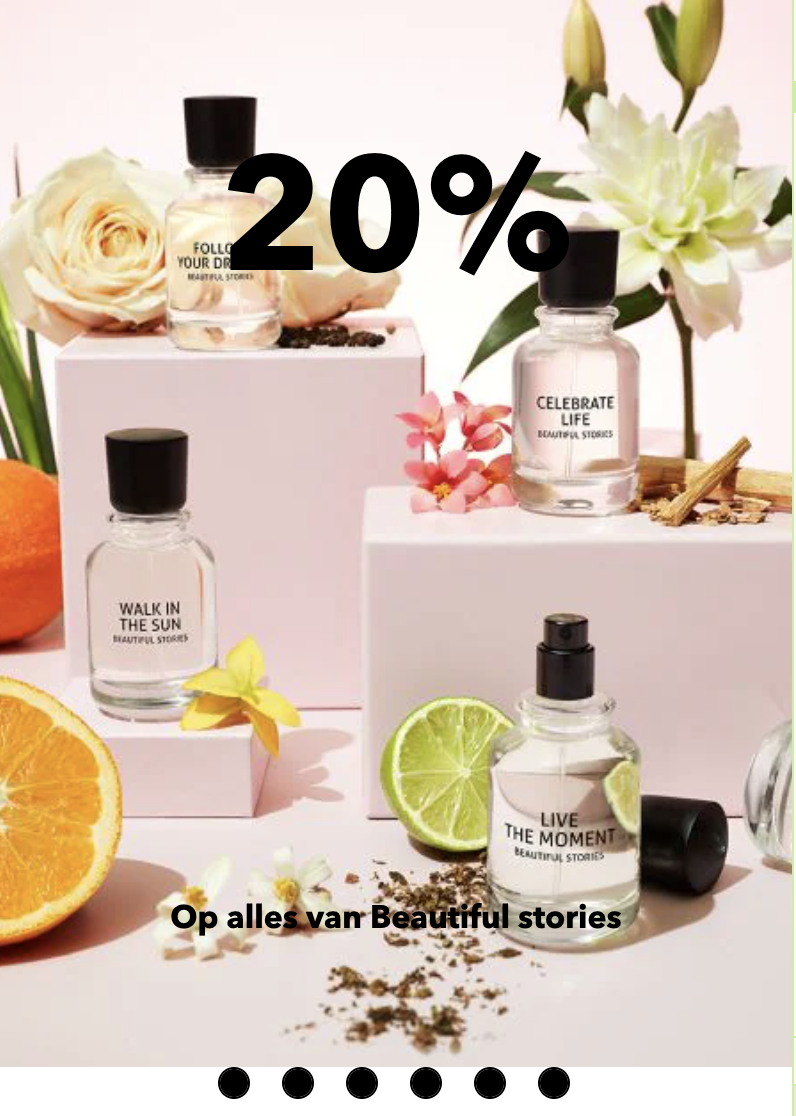 20%
FOLLO
YOUR DR
BEAUTIFUL STORIES
CELEBRATE
LIFE
BEAUTIFUL STORIES
WALK IN
THE SUN
BEAUTIFUL STORIES
LIVE
THE MOMENT
BEAUTIFUL STORIES
Op alles van Beautiful stories